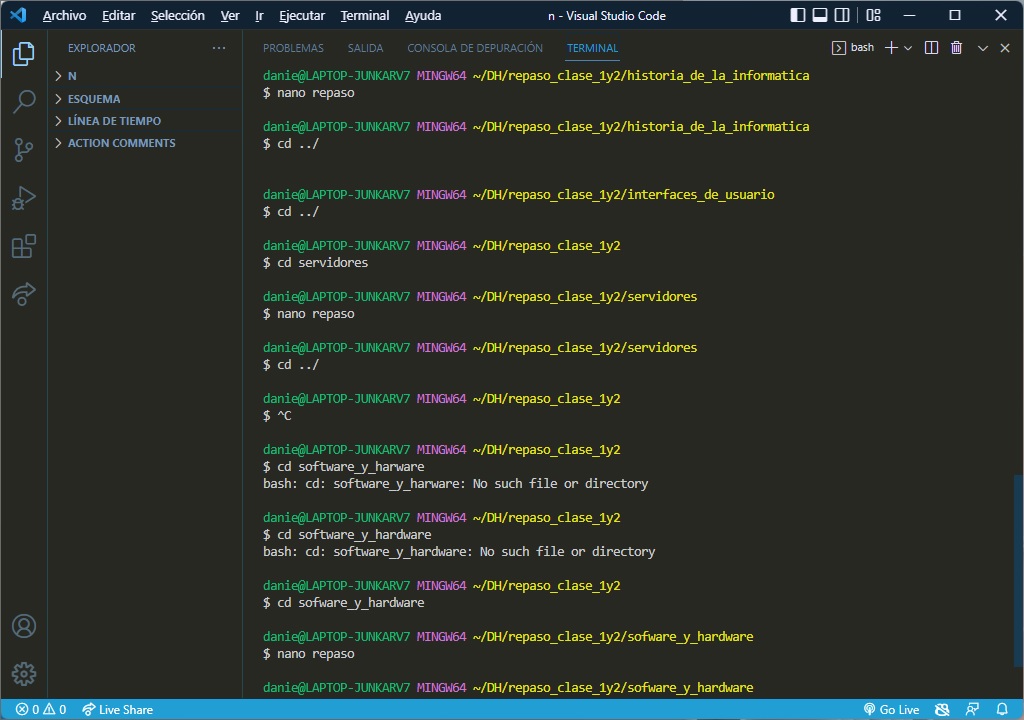 Archivo Editar Selección Ver Ir Ejecutar Terminal Ayuda n - Visual Studio Code
EXPLORADOR ···
N
ESQUEMA
LÍNEA DE TIEMPO
ACTION COMMENTS
PROBLEMAS SALIDA CONSOLA DE DEPURACIÓN TERMINAL bash
danie@LAPTOP-JUNKARV7 MINGW64 ~/DH/repaso_clase_1y2/historia_de_la_informatica
$ nano repaso
danie@LAPTOP-JUNKARV7 MINGW64 ~/DH/repaso_clase_1y2/historia_de_la_informatica
$ cd ../
danie@LAPTOP-JUNKARV7 MINGW64 ~/DH/repaso_clase_1y2/interfaces_de_usuario
$ cd ../
danie@LAPTOP-JUNKARV7 MINGW64 ~/DH/repaso_clase_1y2
$ cd servidores
danie@LAPTOP-JUNKARV7 MINGW64 ~/DH/repaso_clase_1y2/servidores
$ nano repaso
danie@LAPTOP-JUNKARV7 MINGW64 ~/DH/repaso_clase_1y2/servidores
$ cd ../
danie@LAPTOP-JUNKARV7 MINGW64 ~/DH/repaso_clase_1y2
$ ^C
danie@LAPTOP-JUNKARV7 MINGW64 ~/DH/repaso_clase_1y2
$ cd software_y_harware
bash: cd: software_y_harware: No such file or directory
danie@LAPTOP-JUNKARV7 MINGW64 ~/DH/repaso_clase_1y2
$ cd software_y_hardware
bash: cd: software_y_hardware: No such file or directory
danie@LAPTOP-JUNKARV7 MINGW64 ~/DH/repaso_clase_1y2
$ cd sofware_y_hardware
danie@LAPTOP-JUNKARV7 MINGW64 ~/DH/repaso_clase_1y2/sofware_y_hardware
$ nano repaso
danie@LAPTOP-JUNKARV7 MINGW64 ~/DH/repaso_clase_1y2/sofware_y_hardware
0 0 Live Share Go Live